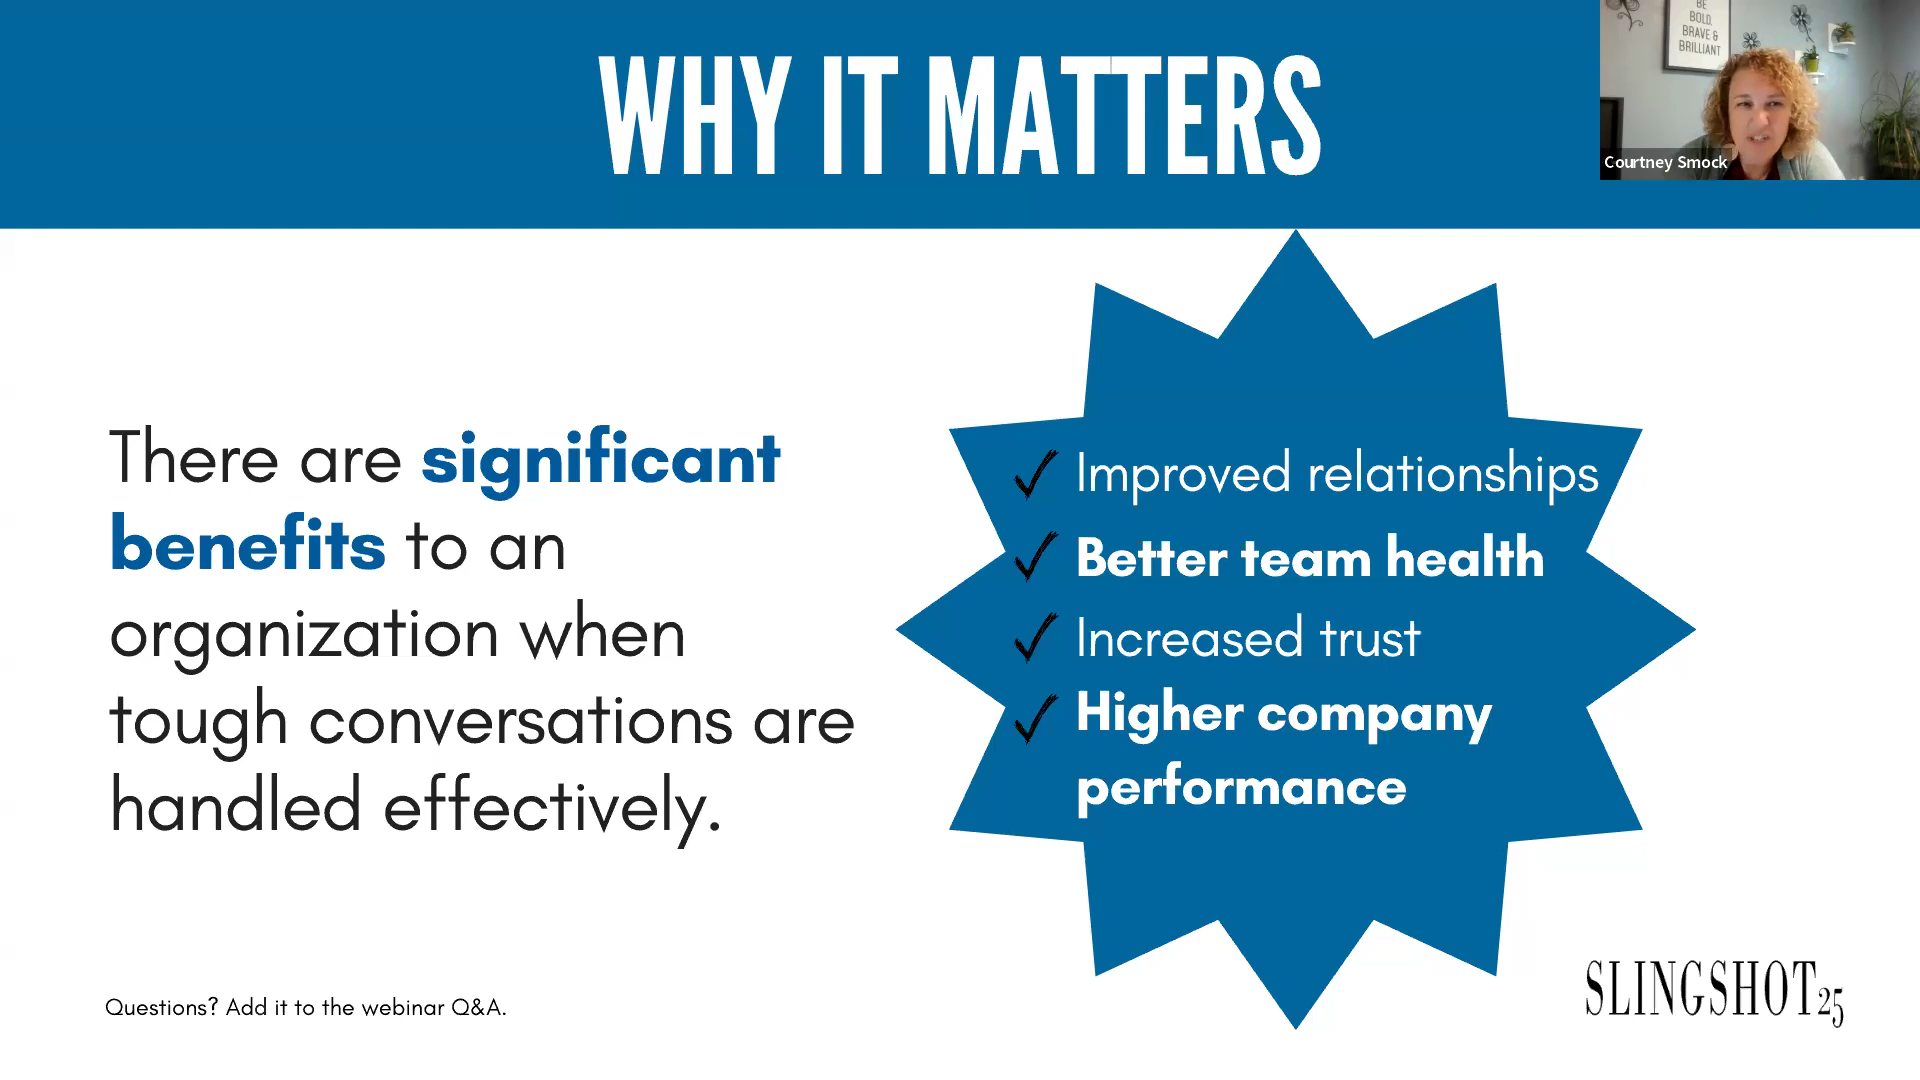 WHY IT MATTERS
BE
BOLD,
BRAVE &
BRILLIANT
Courtney Smock
There are significant
benefits to an
organization when
tough conversations are
handled effectively.
Improved relationships
Better team health
Increased trust
Higher company
performance
Questions? Add it to the webinar Q&A.
SLINGSHOT25